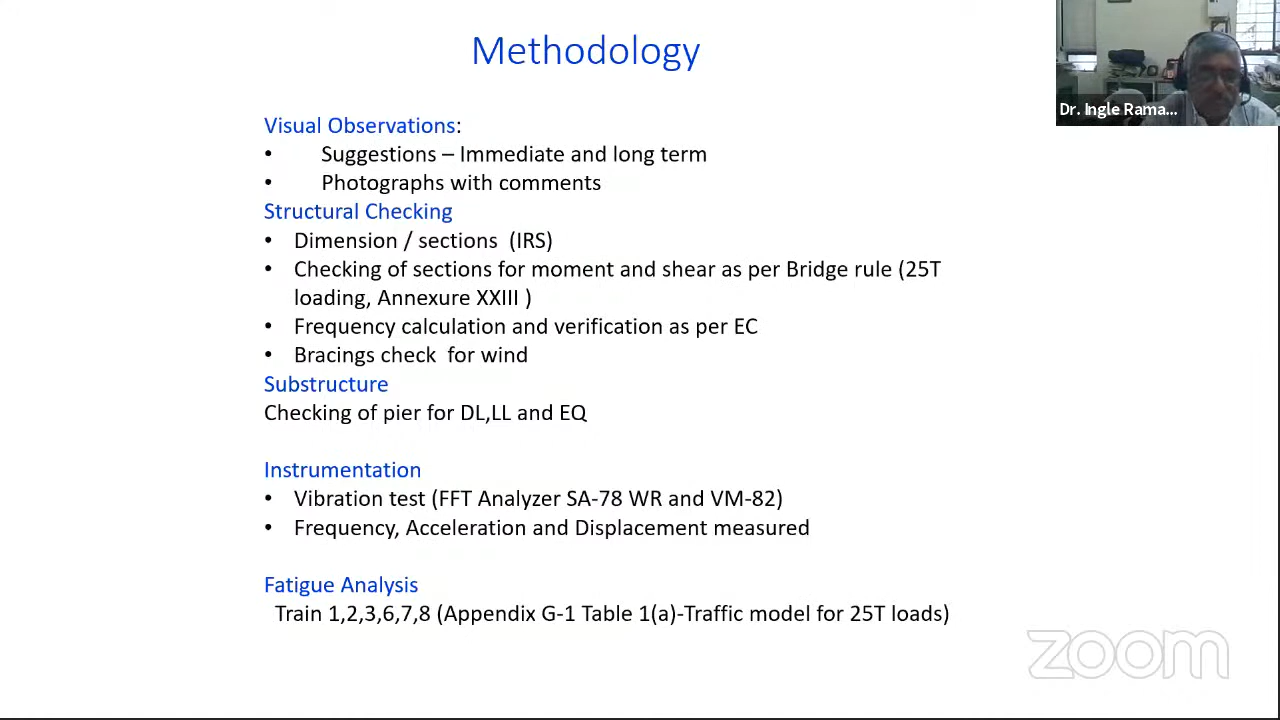 Methodology
Dr. Ingle Rama...
Visual Observations:
• Suggestions – Immediate and long term
• Photographs with comments
Structural Checking
• Dimension / sections (IRS)
• Checking of sections for moment and shear as per Bridge rule (25T
loading, Annexure XXIII )
• Frequency calculation and verification as per EC
• Bracings check for wind
Substructure
Checking of pier for DL,LL and EQ
Instrumentation
• Vibration test (FFT Analyzer SA-78 WR and VM-82)
• Frequency, Acceleration and Displacement measured
Fatigue Analysis
Train 1,2,3,6,7,8 (Appendix G-1 Table 1(a)-Traffic model for 25T loads)
zoom